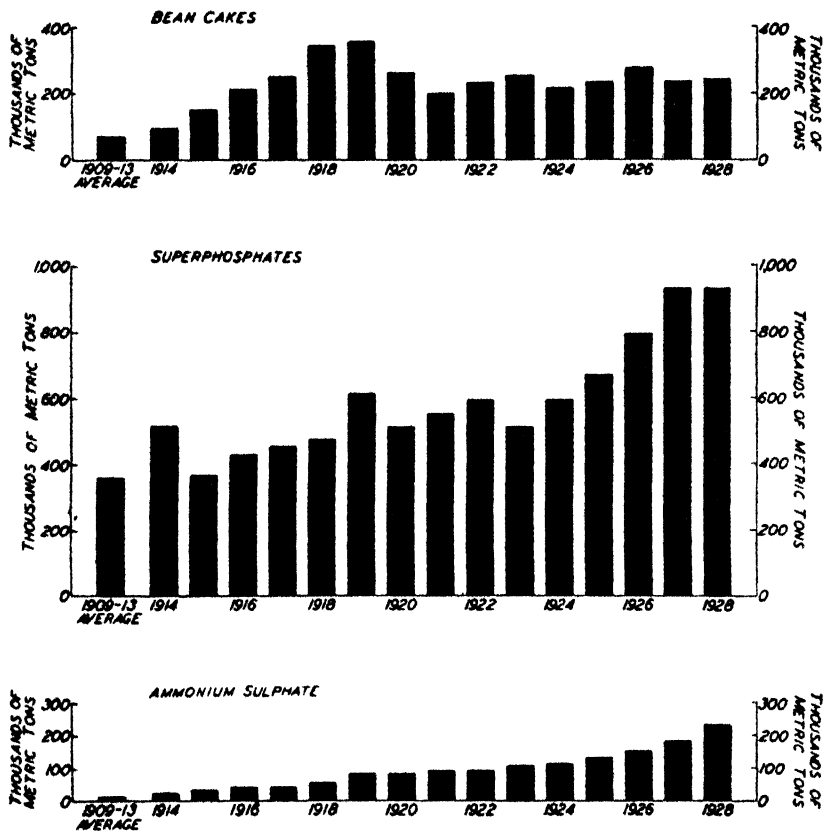 BEAN CAKES
THOUSANDS OF
METRIC TONS
400
200
0
400
200
0
THOUSANDS OF
METRIC TONS
1909-13
AVERAGE
1914 1916 1918 1920 1922 1924 1926 1928
SUPERPHOSPHATES
THOUSANDS OF METRIC TONS
1,000
800
600
400
200
0
1,000
800
600
400
200
0
THOUSANDS OF METRIC TONS
1909-13
AVERAGE
1914 1916 1918 1920 1922 1924 1926 1928
AMMONIUM SULPHATE
THOUSANDS OF
METRIC TONS
300
200
100
0
300
200
100
0
THOUSANDS OF
METRIC TONS
1909-13
AVERAGE
1914 1916 1918 1920 1922 1924 1926 1928